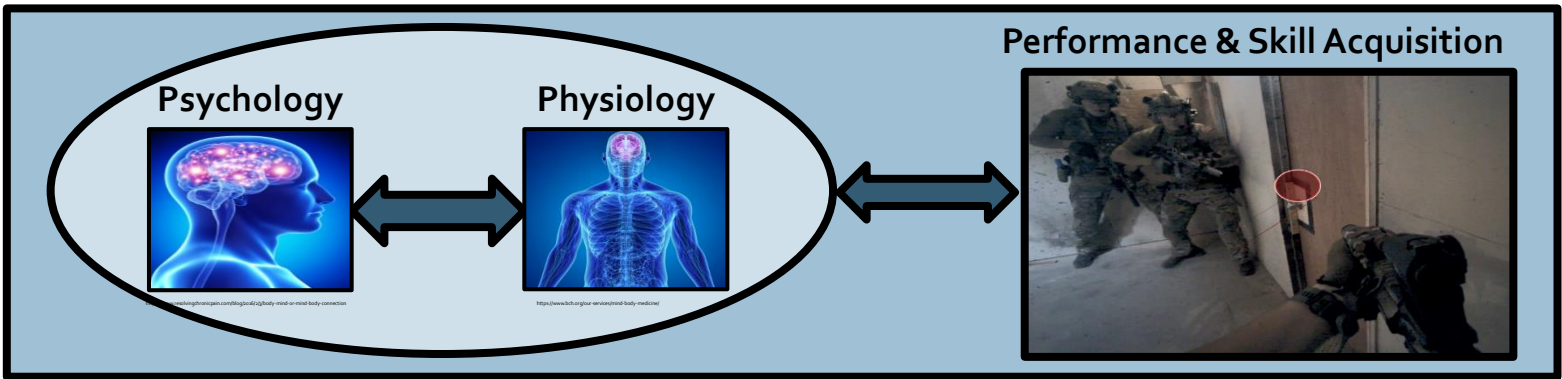 Performance & Skill Acquisition
Psychology
Physiology
https://www.bch.org/our-services/mind-body-medicine/